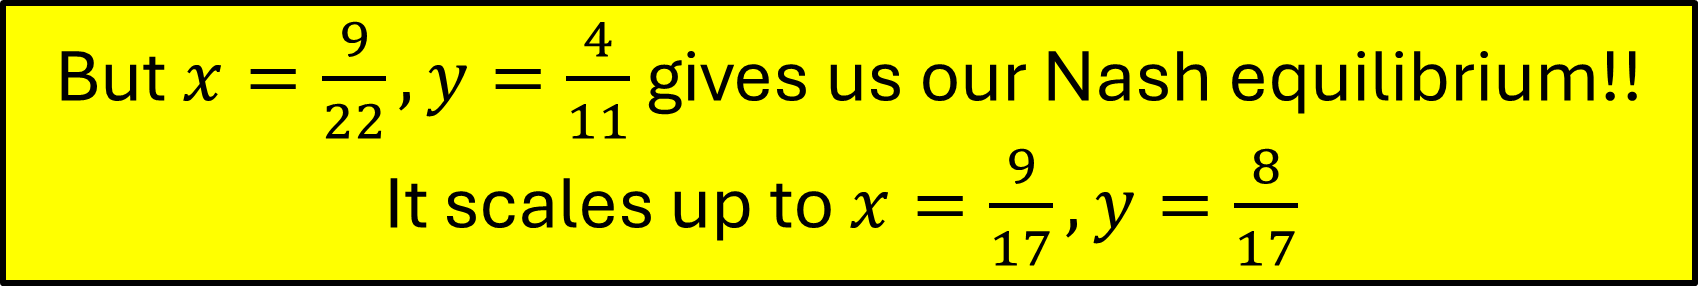 But x = 9/22, y = 4/11 gives us our Nash equilibrium!!
It scales up to x = 9/17, y = 8/17